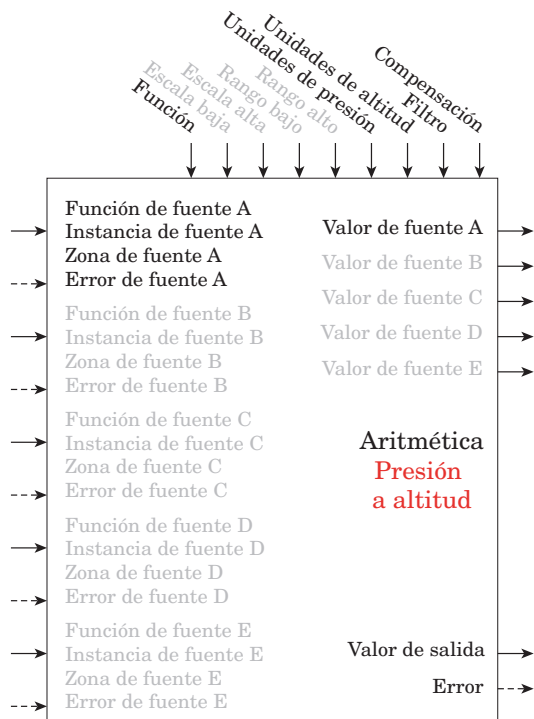 Función
Escala baja
Escala alta
Rango bajo
Rango alto
Unidades de presión
Unidades de altitud
Filtro
Compensación
Función de fuente A
Instancia de fuente A
Zona de fuente A
Error de fuente A
Función de fuente B
Instancia de fuente B
Zona de fuente B
Error de fuente B
Función de fuente C
Instancia de fuente C
Zona de fuente C
Error de fuente C
Función de fuente D
Instancia de fuente D
Zona de fuente D
Error de fuente D
Función de fuente E
Instancia de fuente E
Zona de fuente E
Error de fuente E
Valor de fuente A
Valor de fuente B
Valor de fuente C
Valor de fuente D
Valor de fuente E
Aritmética
Presión
a altitud
Valor de salida
Error